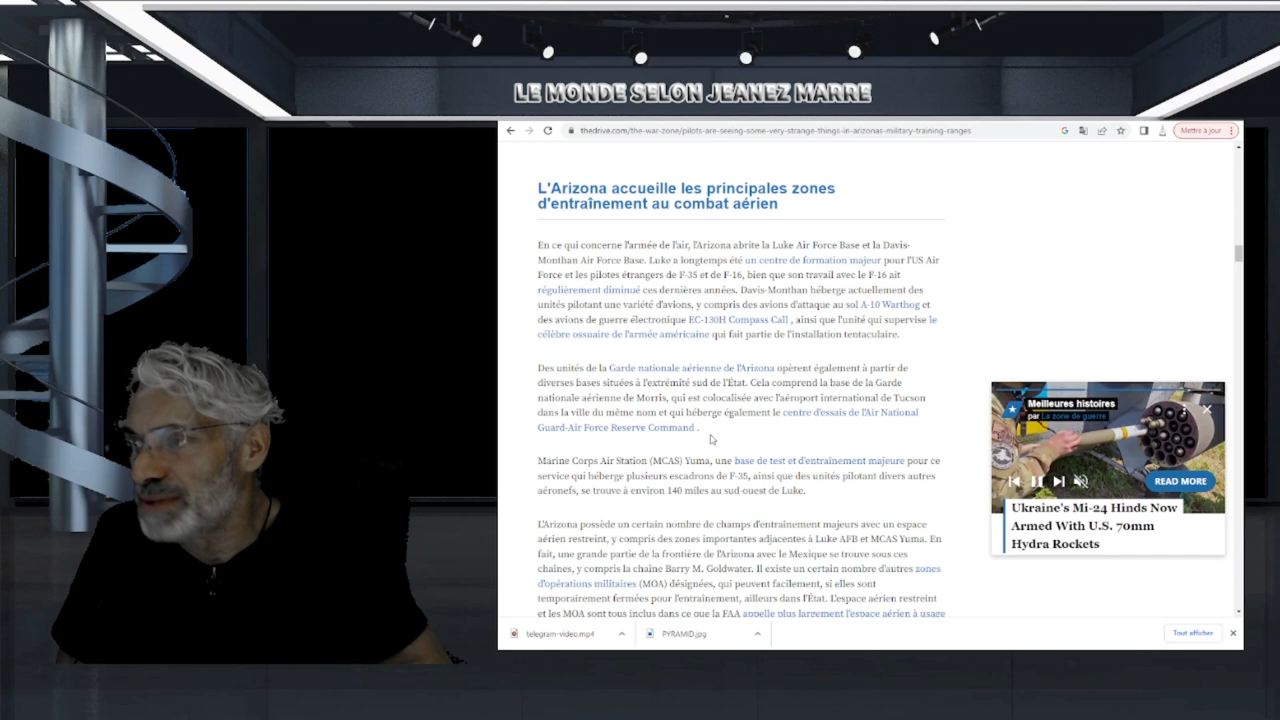 LE MONDE SELON JEANEZ MARRE
thedrive.com/the-war-zone/pilots-are-seeing-some-very-strange-things-in-arizonas-military-training-ranges
Mettre à jour
L'Arizona accueille les principales zones
d'entraînement au combat aérien
En ce qui concerne l'armée de l'air, l'Arizona abrite la Luke Air Force Base et la Davis-
Monthan Air Force Base. Luke a longtemps été un centre de formation majeur pour l'US Air
Force et les pilotes étrangers de F-35 et de F-16, bien que son travail avec le F-16 ait
régulièrement diminué ces dernières années. Davis-Monthan héberge actuellement des
unités pilotant une variété d'avions, y compris des avions d'attaque au sol A-10 Warthog et
des avions de guerre électronique EC-130H Compass Call , ainsi que l'unité qui supervise le
célèbre ossuaire de l'armée américaine qui fait partie de l'installation tentaculaire.
Des unités de la Garde nationale aérienne de l'Arizona opèrent également à partir de
diverses bases situées à l'extrémité sud de l'État. Cela comprend la base de la Garde
nationale aérienne de Morris, qui est colocalisée avec l'aéroport international de Tucson
dans la ville du même nom et qui héberge également le centre d'essais de l'Air National
Guard-Air Force Reserve Command .
Marine Corps Air Station (MCAS) Yuma, une base de test et d'entraînement majeure pour ce
service qui héberge plusieurs escadrons de F-35, ainsi que des unités pilotant divers autres
aéronefs, se trouve à environ 140 miles au sud-ouest de Luke.
L'Arizona possède un certain nombre de champs d'entraînement majeurs avec un espace
aérien restreint, y compris des zones importantes adjacentes à Luke AFB et MCAS Yuma. En
fait, une grande partie de la frontière de l'Arizona avec le Mexique se trouve sous ces
chaînes, y compris la chaîne Barry M. Goldwater. Il existe un certain nombre d'autres zones
d'opérations militaires (MOA) désignées, qui peuvent facilement, si elles sont
temporairement fermées pour l'entraînement, ailleurs dans l'État. L'espace aérien restreint
et les MOA sont tous inclus dans ce que la FAA appelle plus largement l'espace aérien à usage
Meilleures histoires
par La zone de guerre
READ MORE
Ukraine's Mi-24 Hinds Now
Armed With U.S. 70mm
Hydra Rockets
telegram-video.mp4
PYRAMID.jpg
Tout afficher